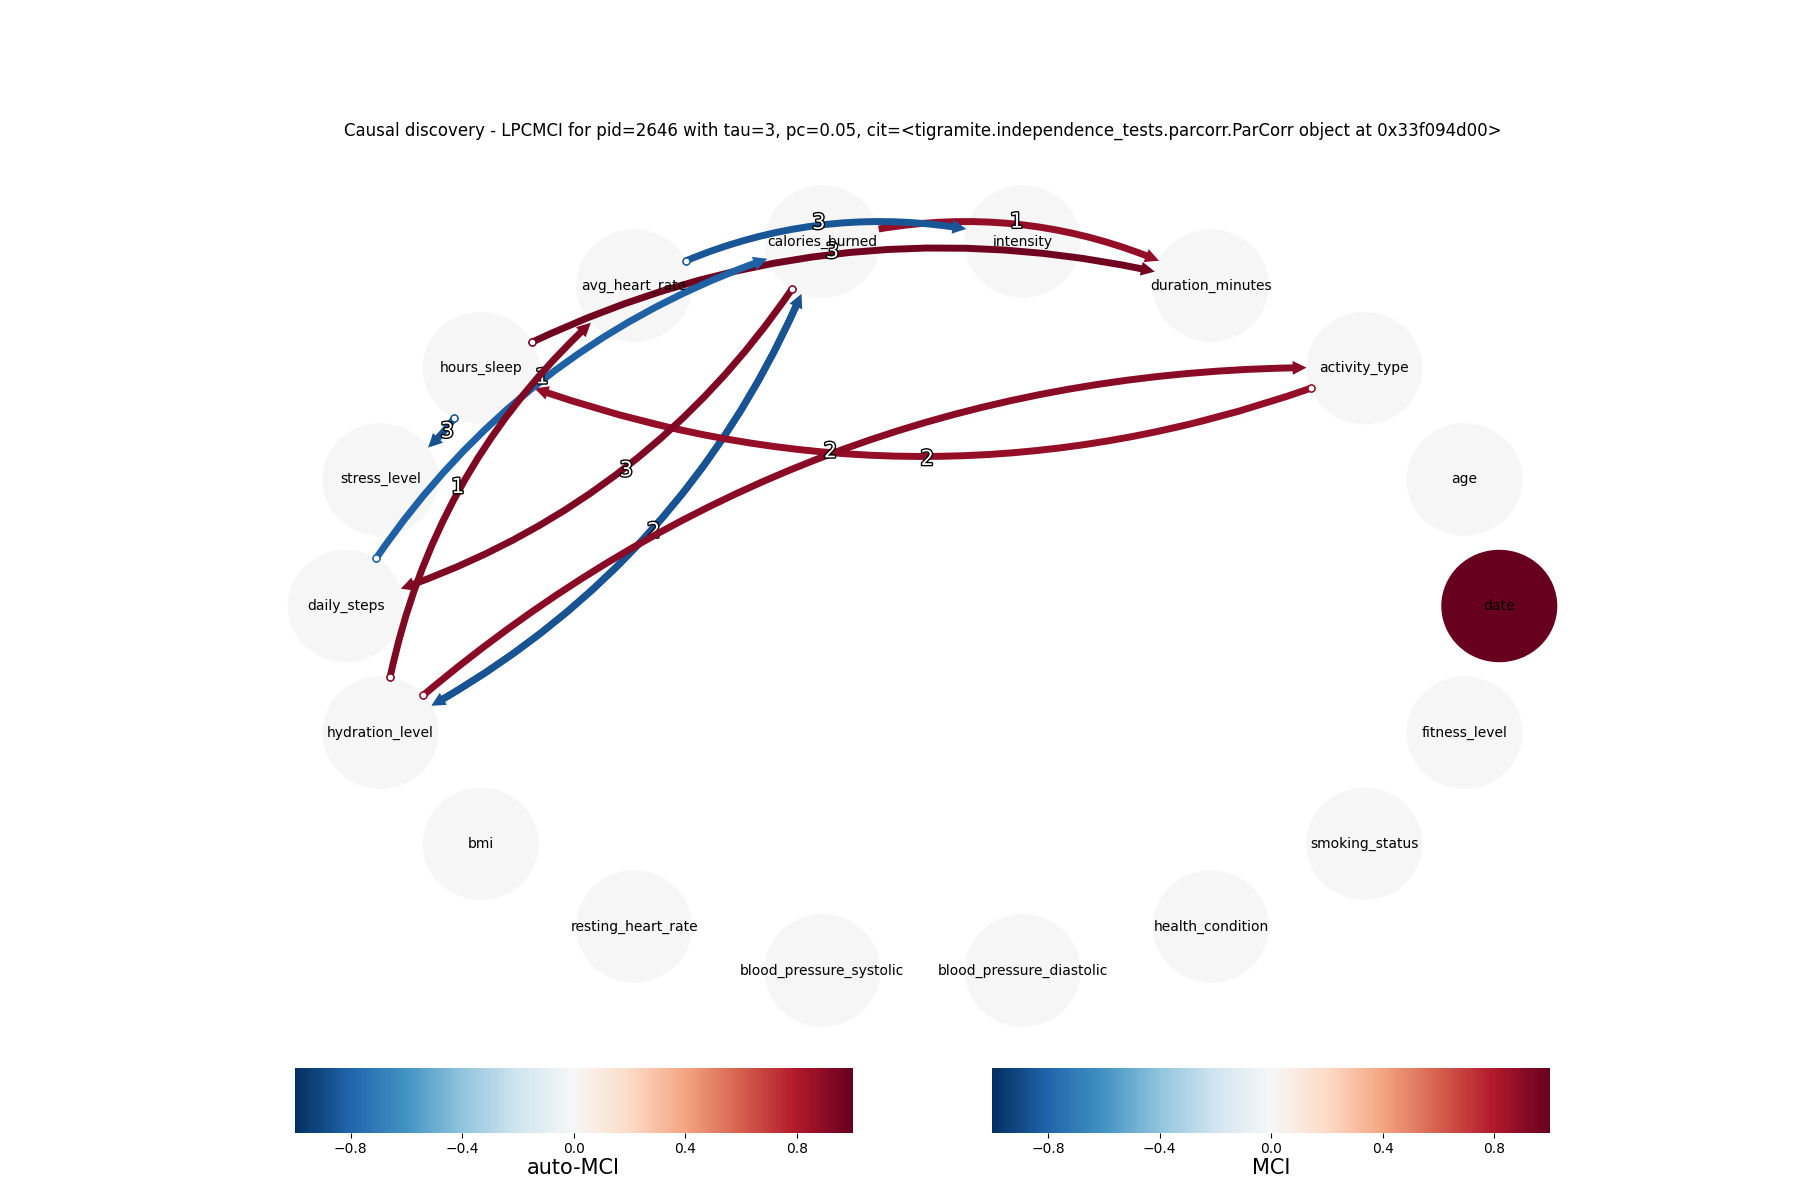 Causal discovery - LPCMCI for pid=2646 with tau=3, pc=0.05, cit=<tigramite.independence_tests.parcorr.ParCorr object at 0x33f094d00>
3 1
calories_burned intensity
3
avg_heart_rate duration_minutes
hours_sleep activity_type
1
3
2 2
stress_level age
3
1
2
daily_steps date
hydration_level fitness_level
bmi smoking_status
resting_heart_rate health_condition
blood_pressure_systolic blood_pressure_diastolic
−0.8 −0.4 0.0 0.4 0.8 −0.8 −0.4 0.0 0.4 0.8
auto-MCI MCI